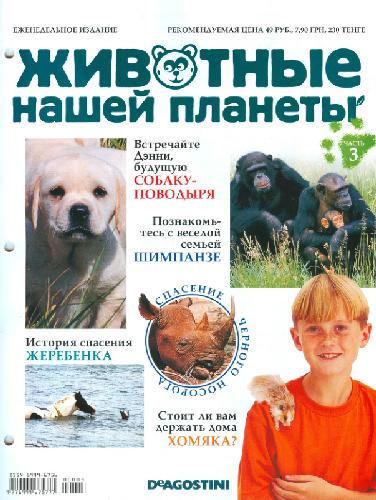 ЕЖЕНЕДЕЛЬНОЕ ИЗДАНИЕ
РЕКОМЕНДУЕМАЯ ЦЕНА 49 РУБ., 7,90 ГРН, 230 ТЕНГЕ
ЖИВОТНЫЕ
НАШЕЙ ПЛАНЕТЫ
ЧАСТЬ
3
Встречайте
Дэнни,
будущую
СОБАКУ-
ПОВОДЫРЯ
Познакомь-
тесь с веселой
семьей
ШИМПАНЗЕ
СПАСЕНИЕ
ЧЕРНОГО НОСОРОГА
История спасения
ЖЕРЕБЕНКА
Стоит ли вам
держать дома
ХОМЯКА?
DeAGOSTINI